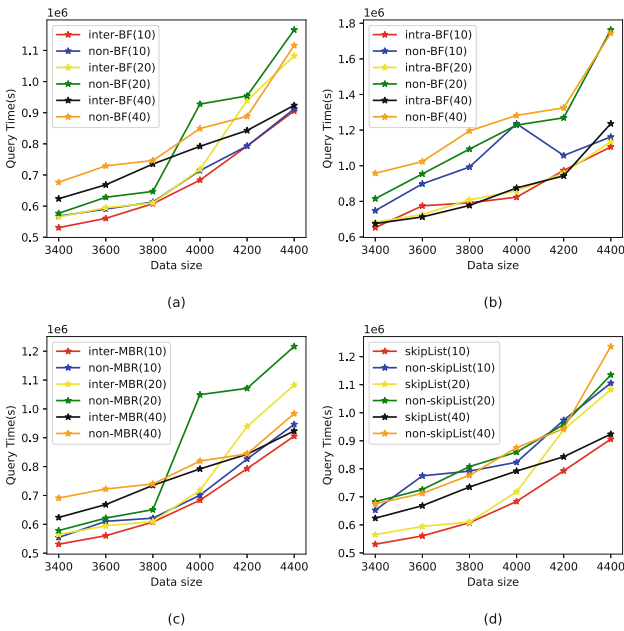 1e6
inter-BF(10)
non-BF(10)
inter-BF(20)
non-BF(20)
inter-BF(40)
non-BF(40)
Query Time(s)
1.1
1.0
0.9
0.8
0.7
0.6
0.5
3400 3600 3800 4000 4200 4400
Data size
(a)
1e6
intra-BF(10)
non-BF(10)
intra-BF(20)
non-BF(20)
intra-BF(40)
non-BF(40)
Query Time(s)
1.8
1.6
1.4
1.2
1.0
0.8
0.6
3400 3600 3800 4000 4200 4400
Data size
(b)
1e6
inter-MBR(10)
non-MBR(10)
inter-MBR(20)
non-MBR(20)
inter-MBR(40)
non-MBR(40)
Query Time(s)
1.2
1.1
1.0
0.9
0.8
0.7
0.6
0.5
3400 3600 3800 4000 4200 4400
Data size
(c)
1e6
skipList(10)
non-skipList(10)
skipList(20)
non-skipList(20)
skipList(40)
non-skipList(40)
Query Time(s)
1.2
1.1
1.0
0.9
0.8
0.7
0.6
0.5
3400 3600 3800 4000 4200 4400
Data size
(d)